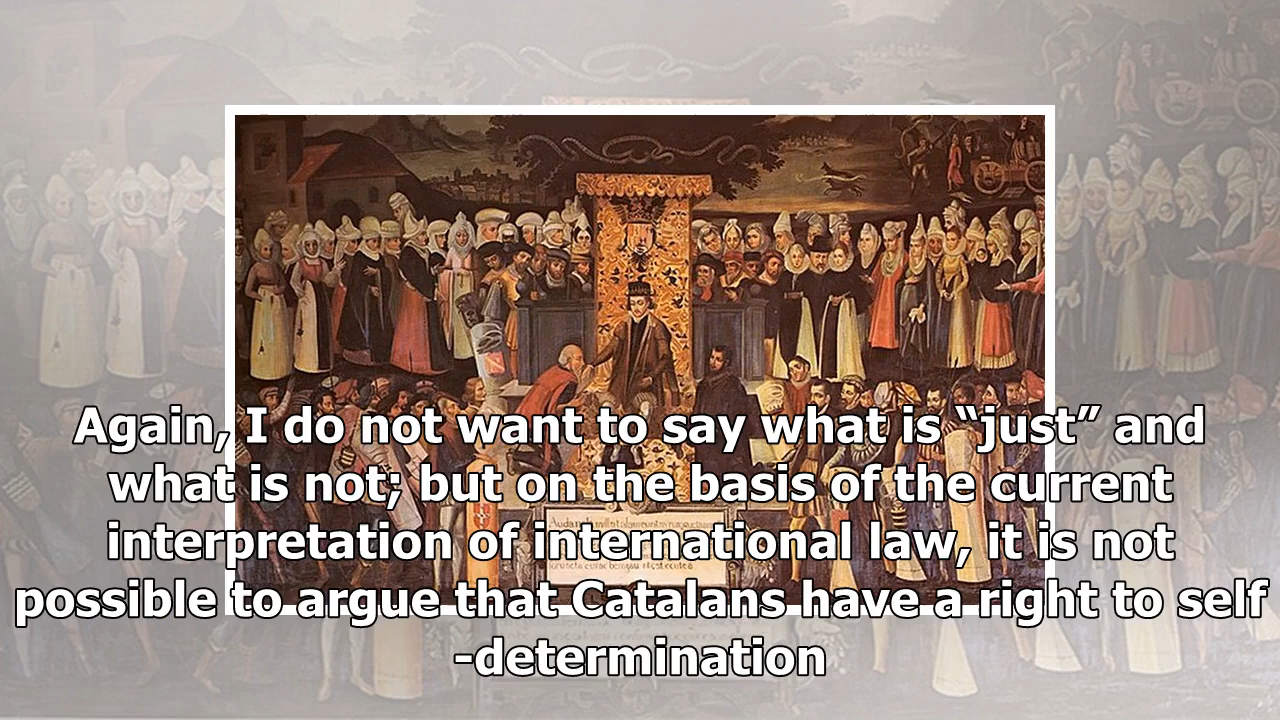 Again, I do not want to say what is “just” and
what is not; but on the basis of the current
interpretation of international law, it is not
possible to argue that Catalans have a right to self
-determination